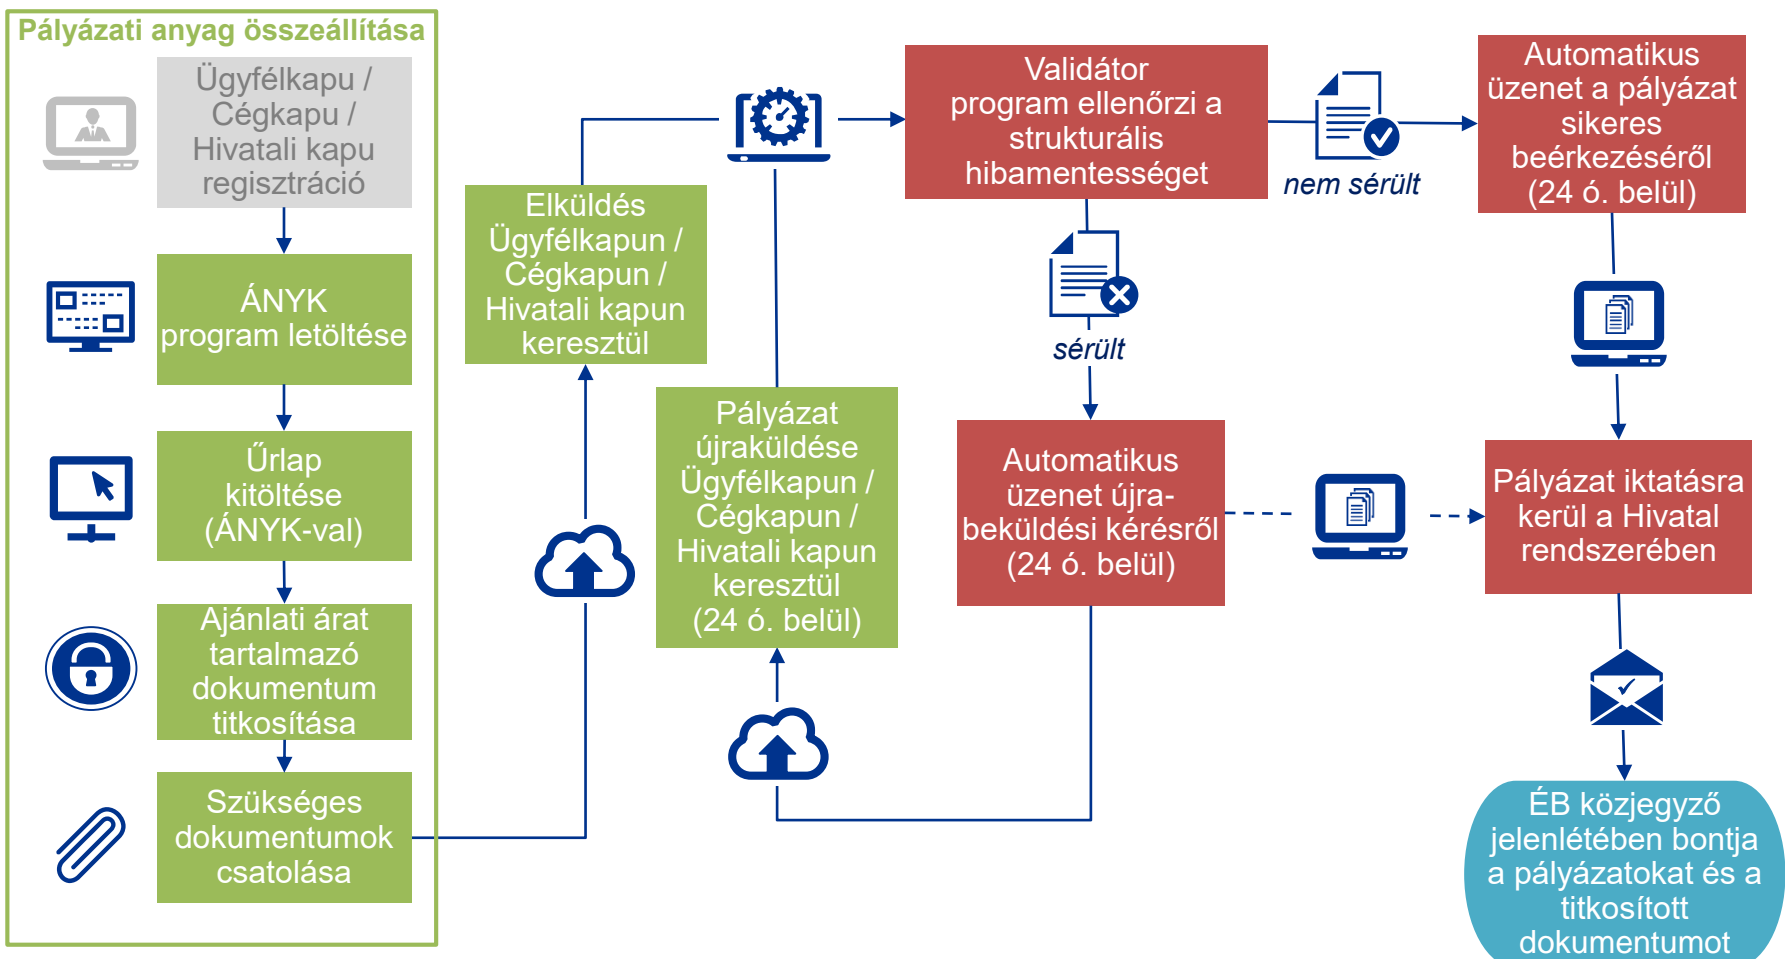 Pályázati anyag összeállítása
Ügyfélkapu /
Cégkapu /
Hivatali kapu
regisztráció
ÁNYK
program letöltése
Űrlap
kitöltése
(ÁNYK-val)
Ajánlati árat
tartalmazó
dokumentum
titkosítása
Szükséges
dokumentumok
csatolása
Elküldés
Ügyfélkapun /
Cégkapun /
Hivatali kapun
keresztül
Pályázat
újraküldése
Ügyfélkapun /
Cégkapun /
Hivatali kapun
keresztül
(24 ó. belül)
Validátor
program ellenőrzi a
strukturális
hibamentességet
nem sérült
sérült
Automatikus
üzenet a pályázat
sikeres
beérkezéséről
(24 ó. belül)
Automatikus
üzenet újra-
beküldési kérésről
(24 ó. belül)
Pályázat iktatásra
kerül a Hivatal
rendszerében
ÉB közjegyző
jelenlétében bontja
a pályázatokat és a
titkosított
dokumentumot